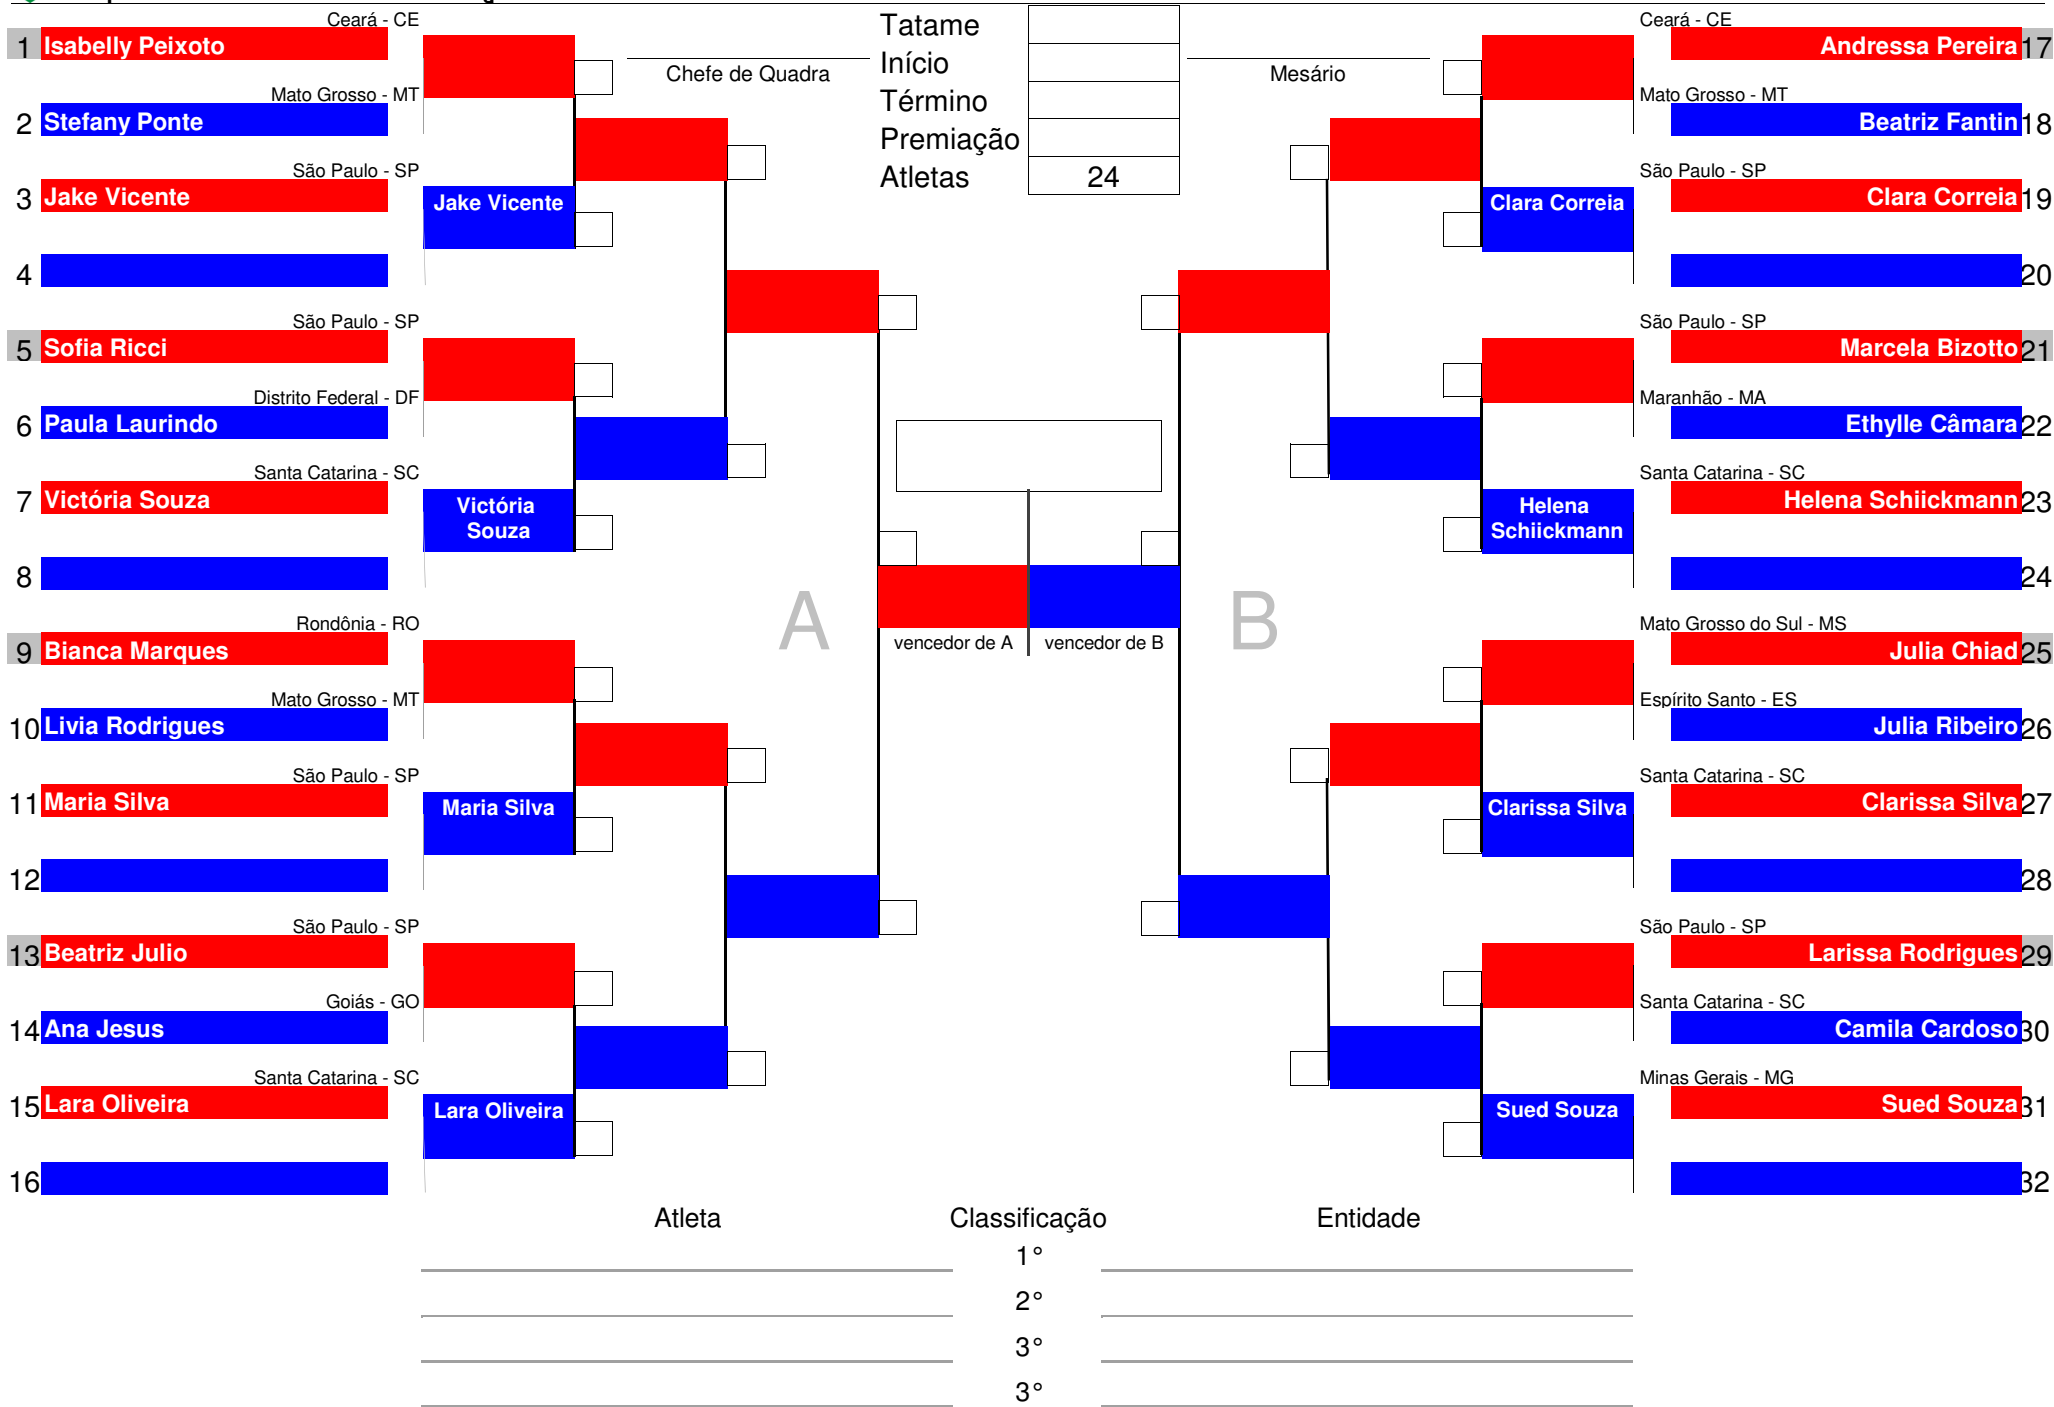 Ceará - CE
1 Isabelly Peixoto
Mato Grosso - MT
2 Stefany Ponte
São Paulo - SP
3 Jake Vicente
Jake Vicente
4
São Paulo - SP
5 Sofia Ricci
Distrito Federal - DF
6 Paula Laurindo
Santa Catarina - SC
7 Victória Souza
Victória
Souza
8
Rondônia - RO
9 Bianca Marques
Mato Grosso - MT
10 Livia Rodrigues
São Paulo - SP
11 Maria Silva
Maria Silva
12
São Paulo - SP
13 Beatriz Julio
Goiás - GO
14 Ana Jesus
Santa Catarina - SC
15 Lara Oliveira
Lara Oliveira
16
Chefe de Quadra
Tatame
Início
Término
Premiação
Atletas 24
Mesário
A
B
vencedor de A
vencedor de B
Ceará - CE
Andressa Pereira 17
Mato Grosso - MT
Beatriz Fantin 18
São Paulo - SP
Clara Correia 19
Clara Correia
20
São Paulo - SP
Marcela Bizotto 21
Maranhão - MA
Ethylle Câmara 22
Santa Catarina - SC
Helena Schiickmann 23
Helena
Schiickmann
24
Mato Grosso do Sul - MS
Julia Chiad 25
Espírito Santo - ES
Julia Ribeiro 26
Santa Catarina - SC
Clarissa Silva 27
Clarissa Silva
28
São Paulo - SP
Larissa Rodrigues 29
Santa Catarina - SC
Camila Cardoso 30
Minas Gerais - MG
Sued Souza 31
Sued Souza
32
Atleta Classificação Entidade
1°
2°
3°
3°